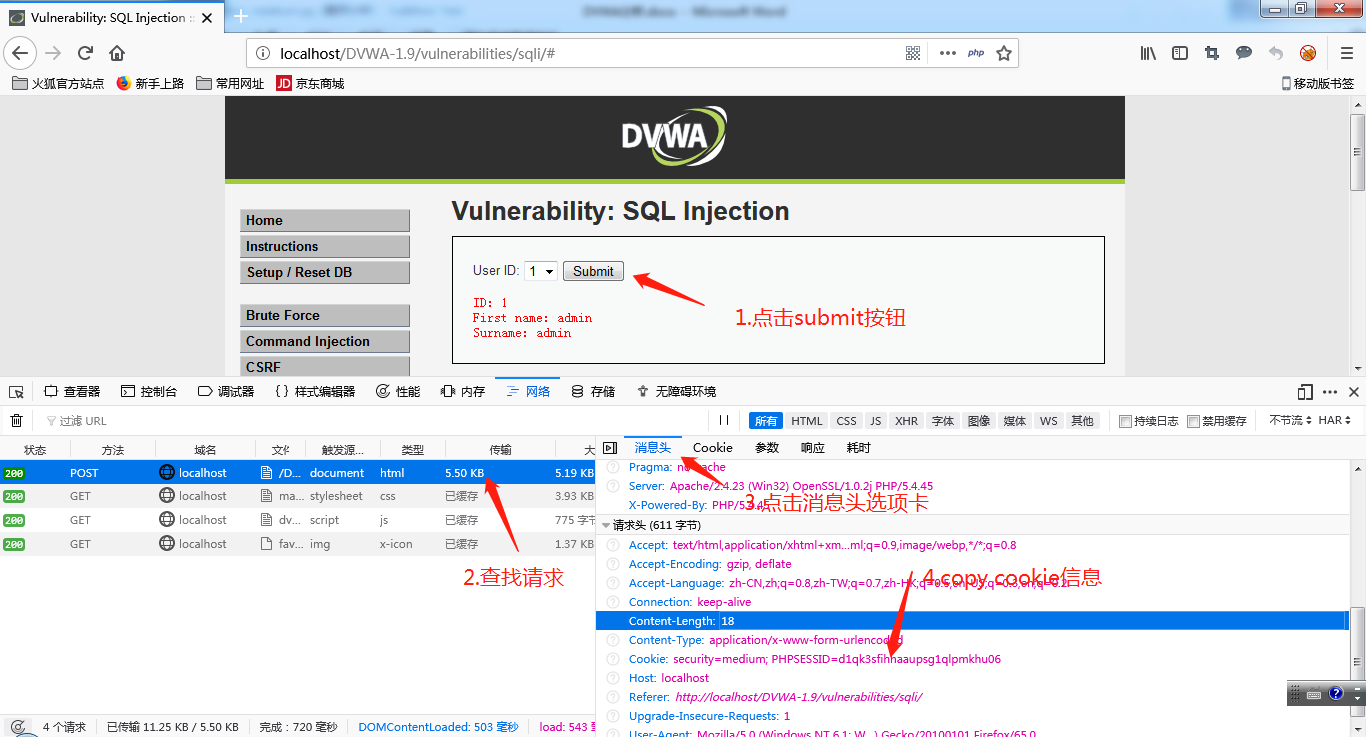 Vulnerability: SQL Injection ::
localhost/DVWA-1.9/vulnerabilities/sqli/#
php
火狐官方站点 新手上路 常用网址 JD 京东商城 移动版书签
DVWA
Home
Instructions
Setup / Reset DB
Brute Force
Command Injection
CSRF
Vulnerability: SQL Injection
User ID: 1 Submit
ID: 1
First name: admin
Surname: admin
1.点击submit按钮
查看器 控制台 调试器 {} 样式编辑器 性能 内存 网络 存储 无障碍环境
过滤 URL 所有 HTML CSS JS XHR 字体 图像 媒体 WS 其他 持续日志 禁用缓存 不节流 HAR
状态 方法 域名 文件 触发源... 类型 传输 大
200 POST localhost /D... document html 5.50 KB 5.19 KB
200 GET localhost ma... stylesheet css 已缓存 3.93 KB
200 GET localhost dv... script js 已缓存 775 字节
200 GET localhost fav... img x-icon 已缓存 1.37 KB
2.查找请求
消息头 Cookie 参数 响应 耗时
Pragma: no-cache
Server: Apache/2.4.23 (Win32) OpenSSL/1.0.2j PHP/5.4.45
X-Powered-By: PHP/5.4.45
3.点击消息头选项卡
请求头 (611 字节)
Accept: text/html,application/xhtml+xm...ml;q=0.9,image/webp,*/*;q=0.8
Accept-Encoding: gzip, deflate
Accept-Language: zh-CN,zh;q=0.8,zh-TW;q=0.7,zh-HK;q=0.5,en-US;q=0.3,en;q=0.2
4.copy cookie信息
Connection: keep-alive
Content-Length: 18
Content-Type: application/x-www-form-urlencoded
Cookie: security=medium; PHPSESSID=d1qk3sfihhaaupsg1qlpmkhu06
Host: localhost
Referer: http://localhost/DVWA-1.9/vulnerabilities/sqli/
Upgrade-Insecure-Requests: 1
User-Agent: Mozilla/5.0 (Windows NT 6.1; W...) Gecko/20100101 Firefox/65.0
4 个请求 已传输 11.25 KB / 5.50 KB 完成：720 毫秒 DOMContentLoaded: 503 毫秒 load: 543 毫